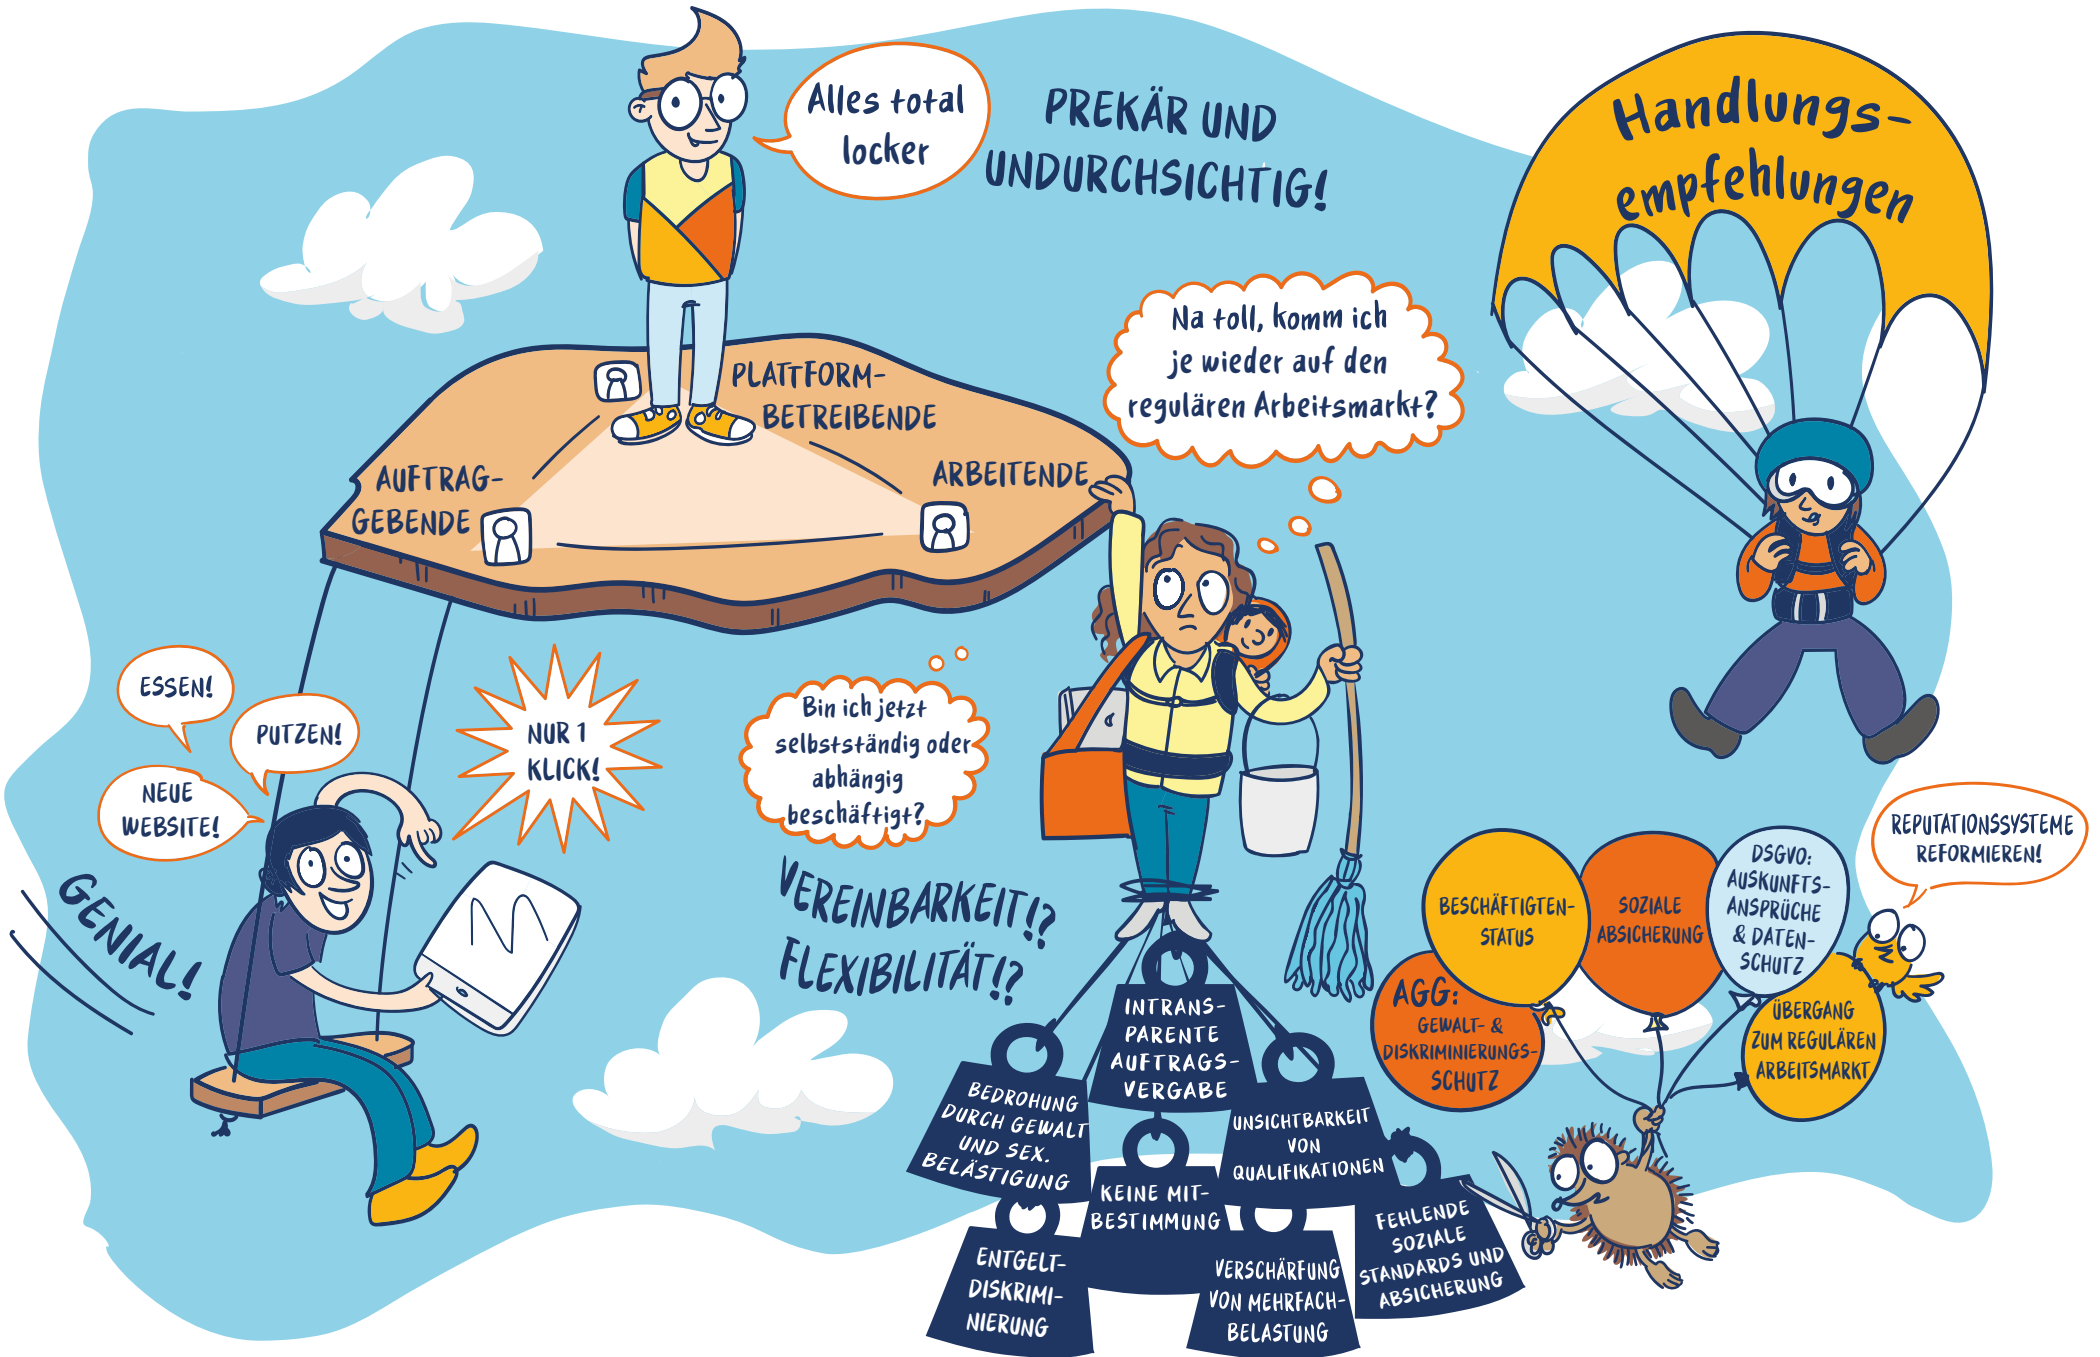 Alles total
locker
PREKÄR UND
UNDURCHSICHTIG!
Handlungs-
empfehlungen
Na toll, komm ich
je wieder auf den
regulären Arbeitsmarkt?
PLATTFORM-
BETREIBENDE
AUFTRAG-
GEBENDE
ARBEITENDE
ESSEN!
PUTZEN!
NEUE
WEBSITE!
NUR 1
KLICK!
GENIAL!
Bin ich jetzt
selbstständig oder
abhängig
beschäftigt?
VEREINBARKEIT!?
FLEXIBILITÄT!?
INTRANS-
PARENTE
AUFTRAGS-
VERGABE
BEDROHUNG
DURCH GEWALT
UND SEX.
BELÄSTIGUNG
UNSICHTBARKEIT
VON
QUALIFIKATIONEN
KEINE MIT-
BESTIMMUNG
ENTGELT-
DISKRIMI-
NIERUNG
VERSCHÄRFUNG
VON MEHRFACH-
BELASTUNG
FEHLENDE
SOZIALE
STANDARDS UND
ABSICHERUNG
REPUTATIONSSYSTEME
REFORMIEREN!
BESCHÄFTIGTEN-
STATUS
SOZIALE
ABSICHERUNG
DSGVO:
AUSKUNFTS-
ANSPRÜCHE
& DATEN-
SCHUTZ
AGG:
GEWALT- &
DISKRIMINIERUNGS-
SCHUTZ
ÜBERGANG
ZUM REGULÄREN
ARBEITSMARKT